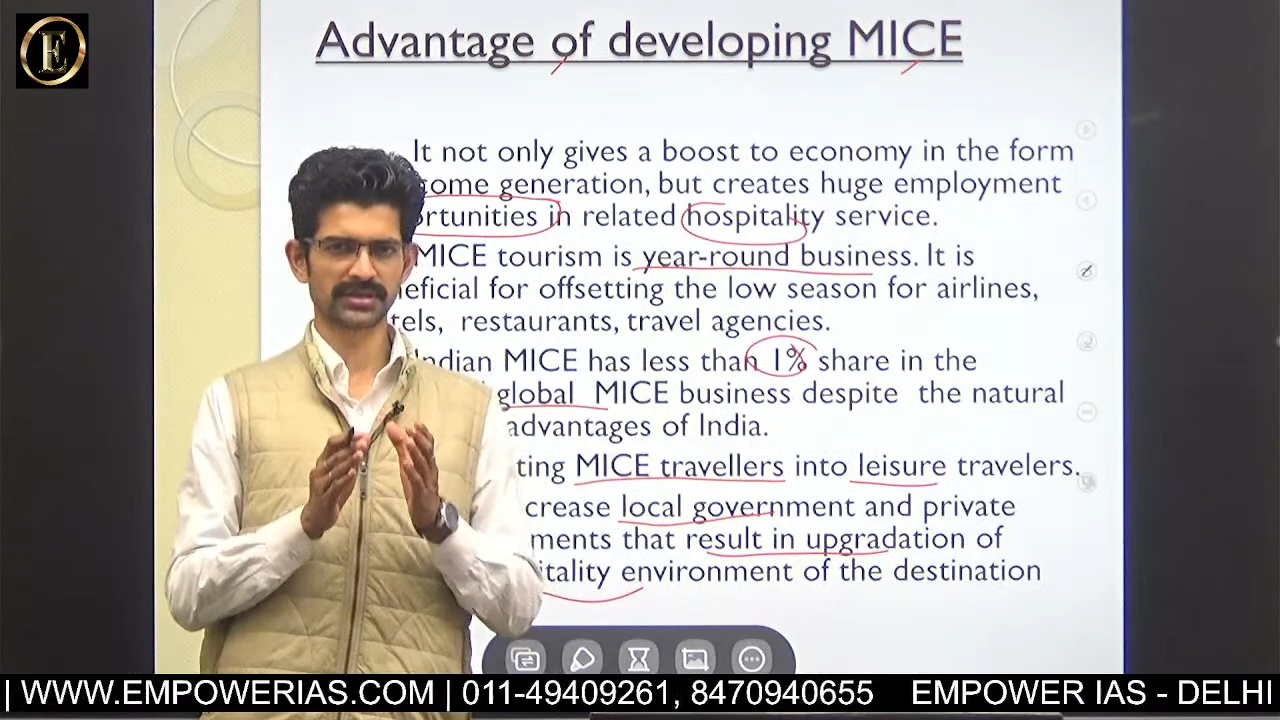 E
Advantage of developing MICE
It not only gives a boost to economy in the form
come generation, but creates huge employment
ortunities in related hospitality service.
MICE tourism is year-round business. It is
eficial for offsetting the low season for airlines,
tels, restaurants, travel agencies.
Indian MICE has less than 1% share in the
global MICE business despite the natural
advantages of India.
ting MICE travellers into leisure travelers.
crease local government and private
ments that result in upgradation of
itality environment of the destination
| WWW.EMPOWERIAS.COM | 011-49409261, 8470940655 EMPOWER IAS - DELHI